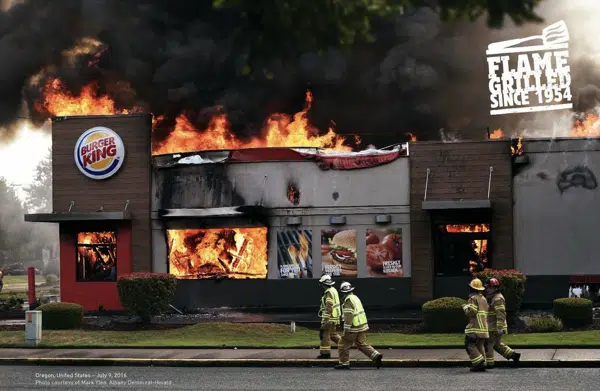 FLAME
GRILLED
SINCE 1954
BURGER
KING
Oregon, United States – July 9, 2016
Photo courtesy of Mark Ylen, Albany Democrat-Herald